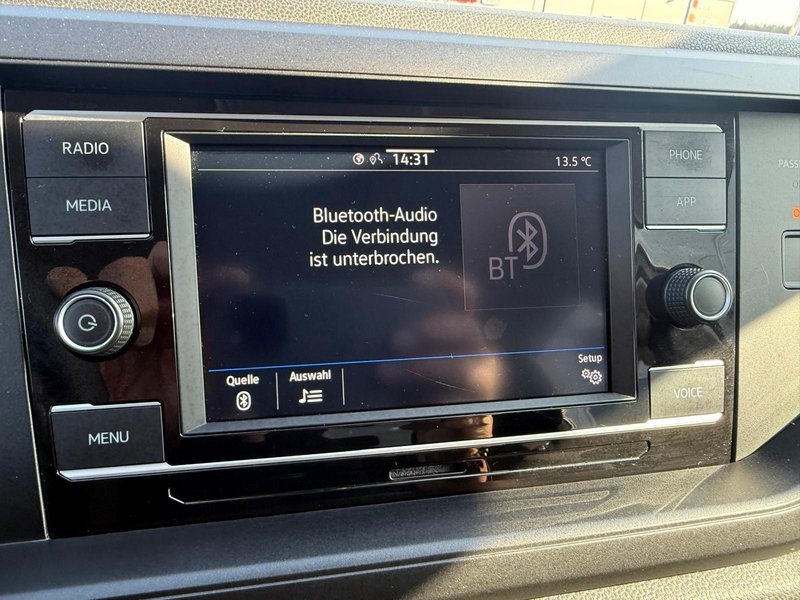 RADIO
MEDIA
MENU
14:31
13.5 °C
Bluetooth-Audio
Die Verbindung
ist unterbrochen.
BT
Quelle
Auswahl
Setup
PHONE
APP
VOICE